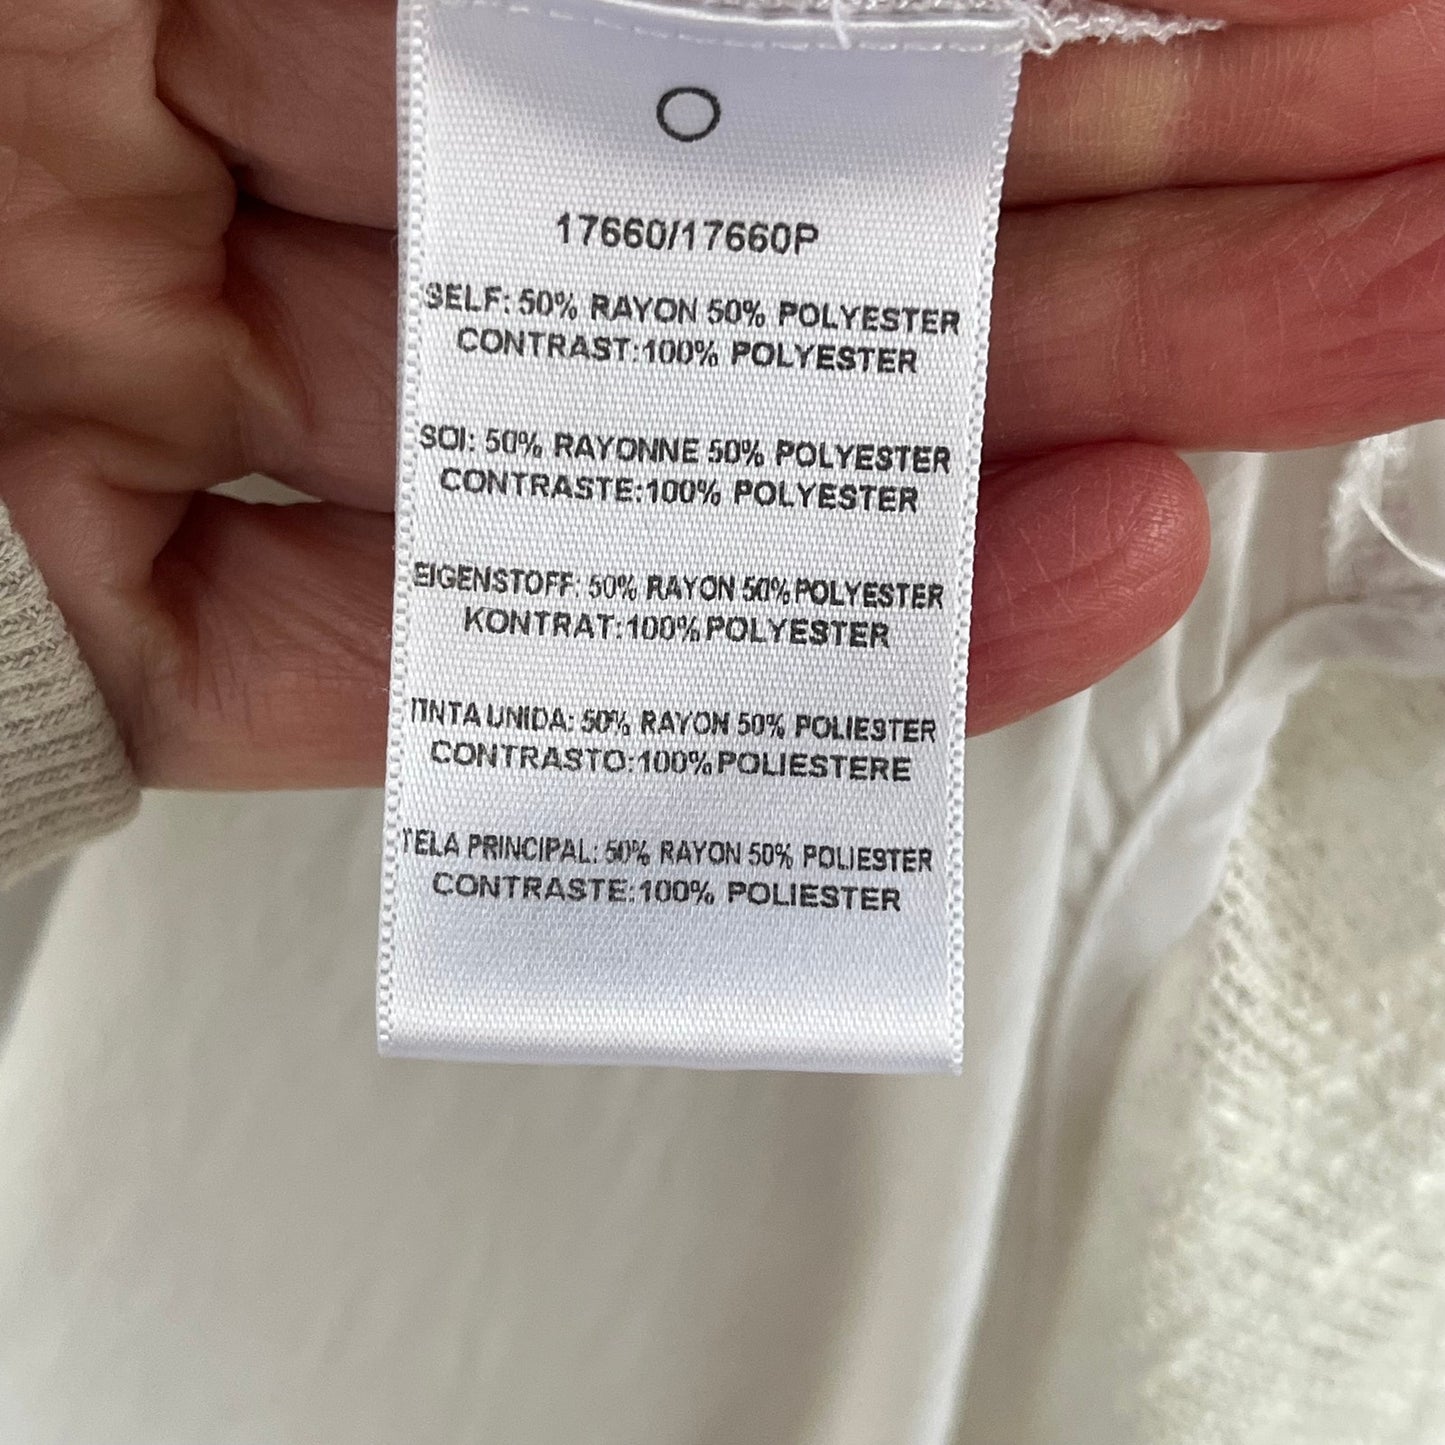 17660/17660P
SELF: 50% RAYON 50% POLYESTER
CONTRAST:100% POLYESTER
SOI: 50% RAYONNE 50% POLYESTER
CONTRASTE:100% POLYESTER
EIGENSTOFF: 50% RAYON 50% POLYESTER
KONTRAT:100% POLYESTER
TINTA UNIDA: 50% RAYON 50% POLIESTER
CONTRASTO:100% POLIESTERE
TELA PRINCIPAL: 50% RAYON 50% POLIESTER
CONTRASTE:100% POLIESTER